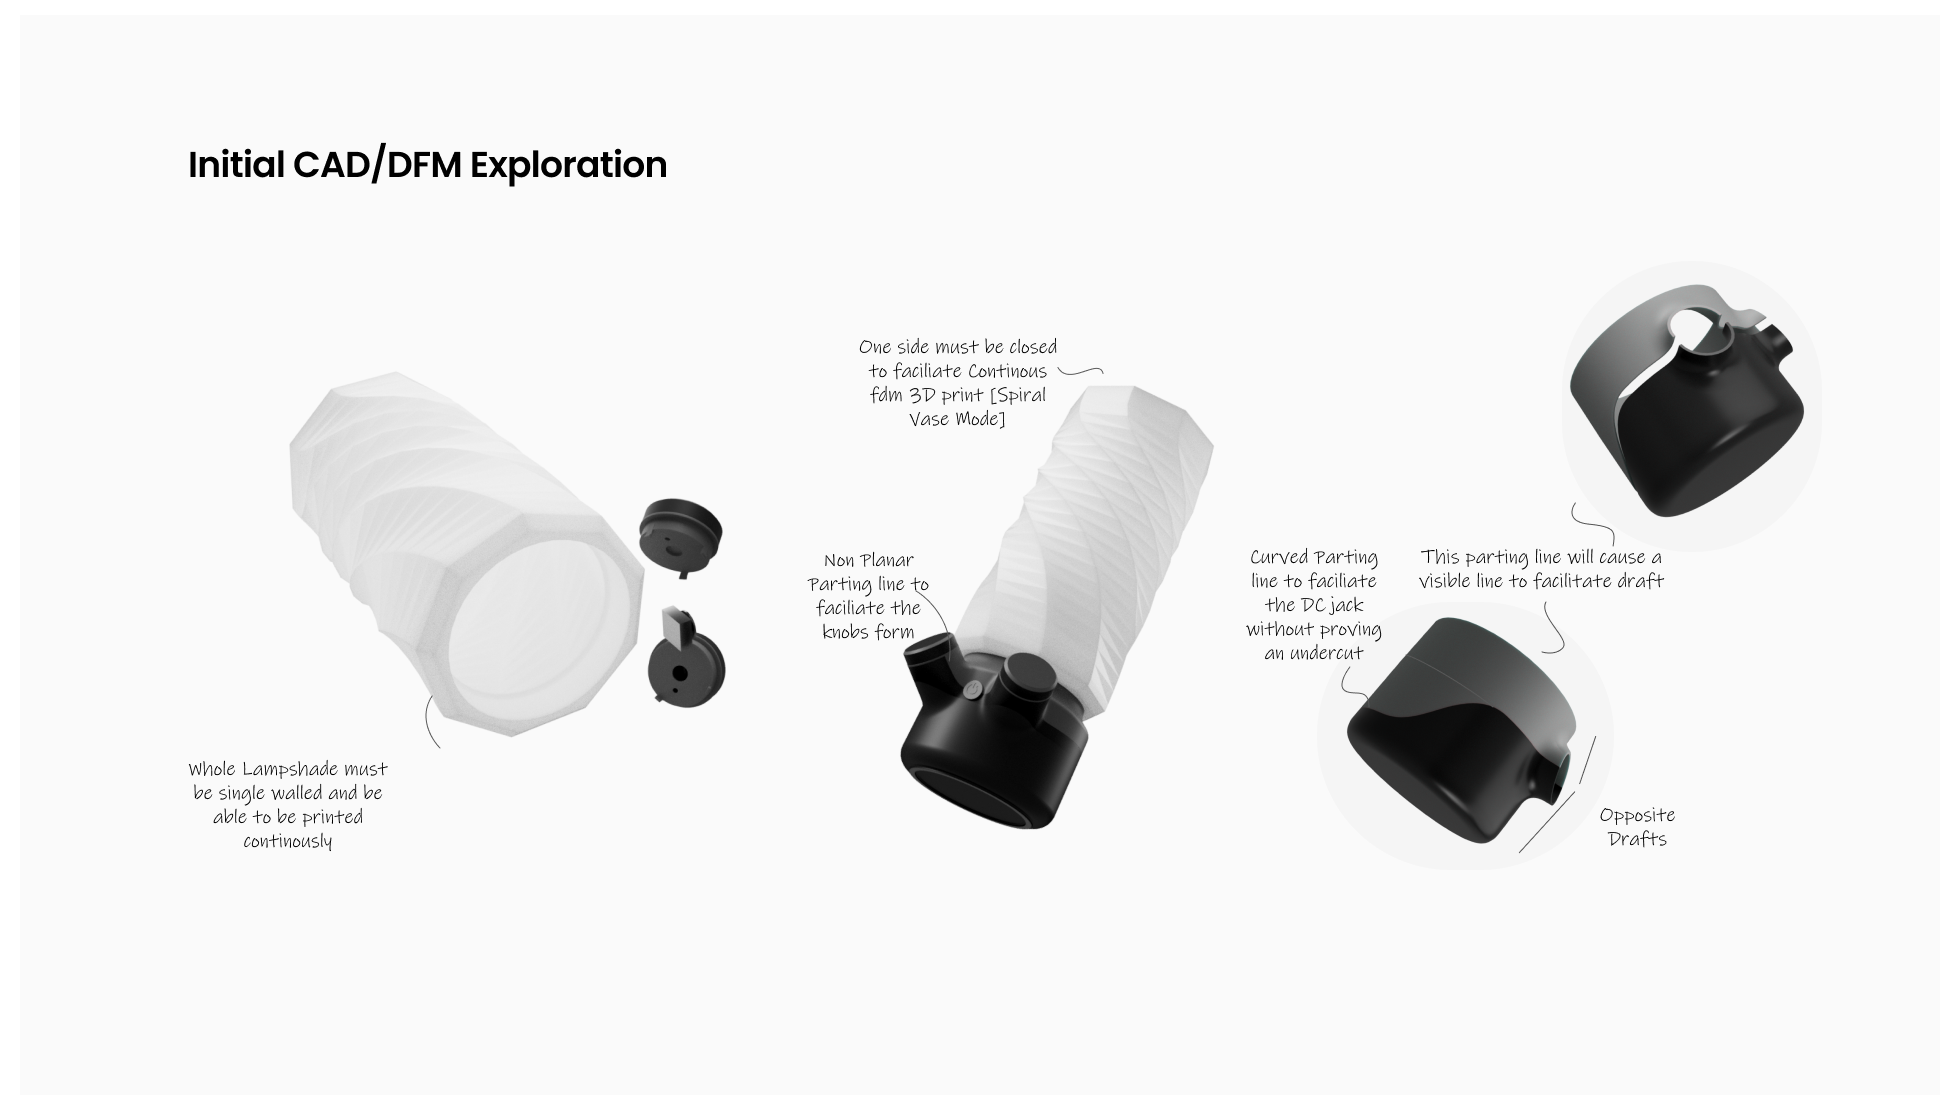 Initial CAD/DFM Exploration
One side must be closed
to faciliate Continous
fdm 3D print [Spiral
Vase Mode]
Non Planar
Parting line to
faciliate the
knobs form
Curved Parting
line to faciliate
the DC jack
without proving
an undercut
This parting line will cause a
visible line to facilitate draft
Whole Lampshade must
be single walled and be
able to be printed
continously
Opposite
Drafts